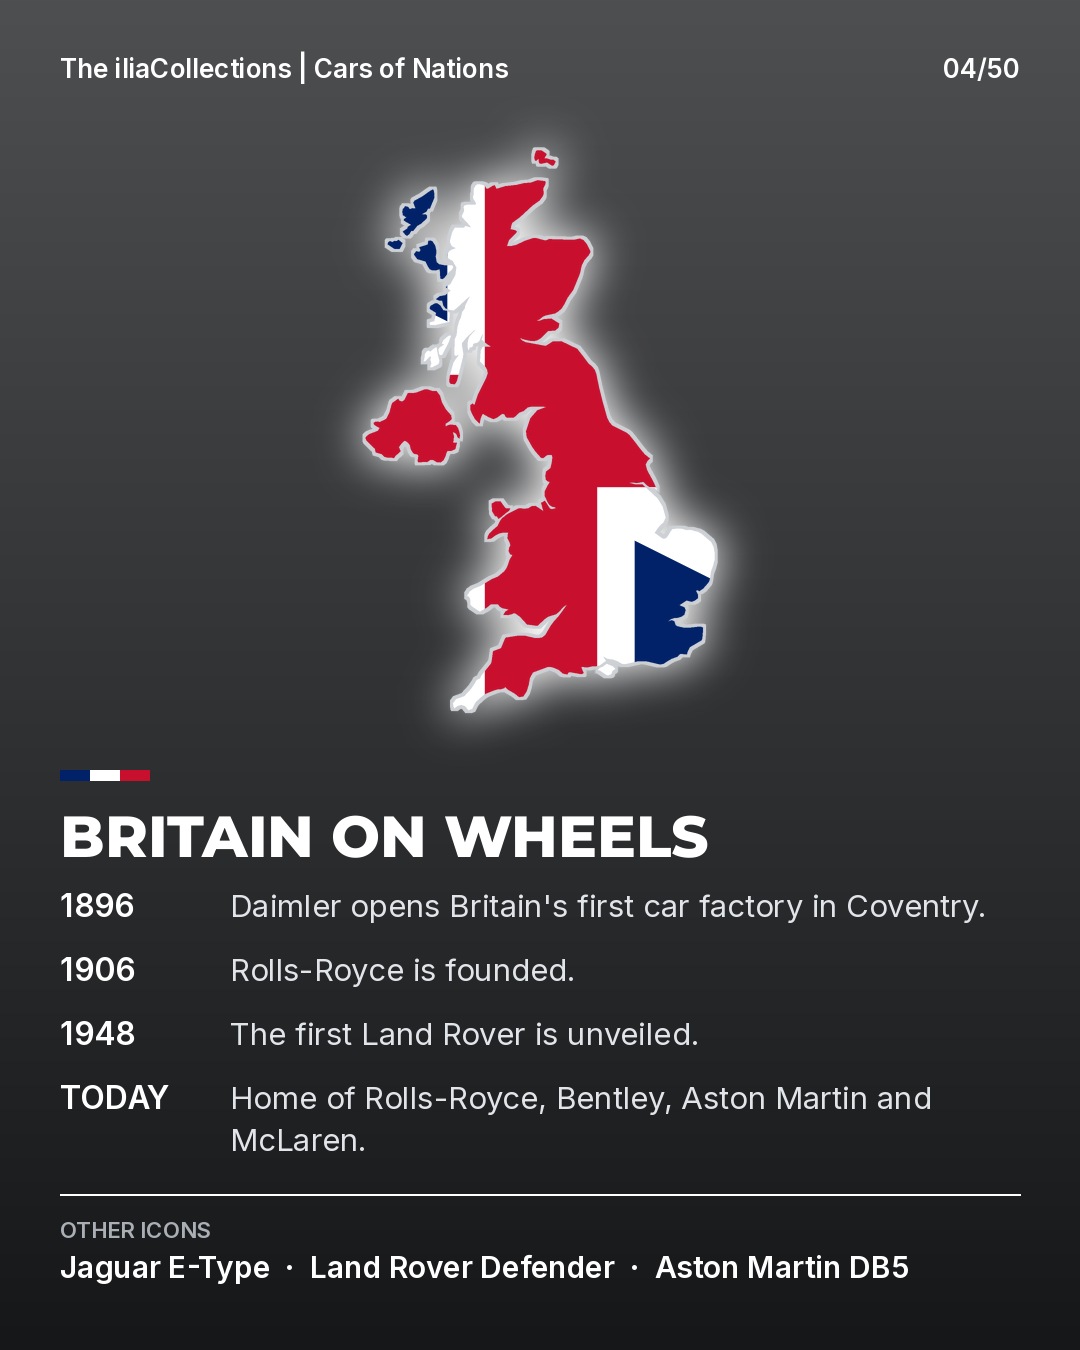 The iliaCollections | Cars of Nations
04/50
BRITAIN ON WHEELS
1896 Daimler opens Britain's first car factory in Coventry.
1906 Rolls-Royce is founded.
1948 The first Land Rover is unveiled.
TODAY Home of Rolls-Royce, Bentley, Aston Martin and
McLaren.
OTHER ICONS
Jaguar E-Type · Land Rover Defender · Aston Martin DB5